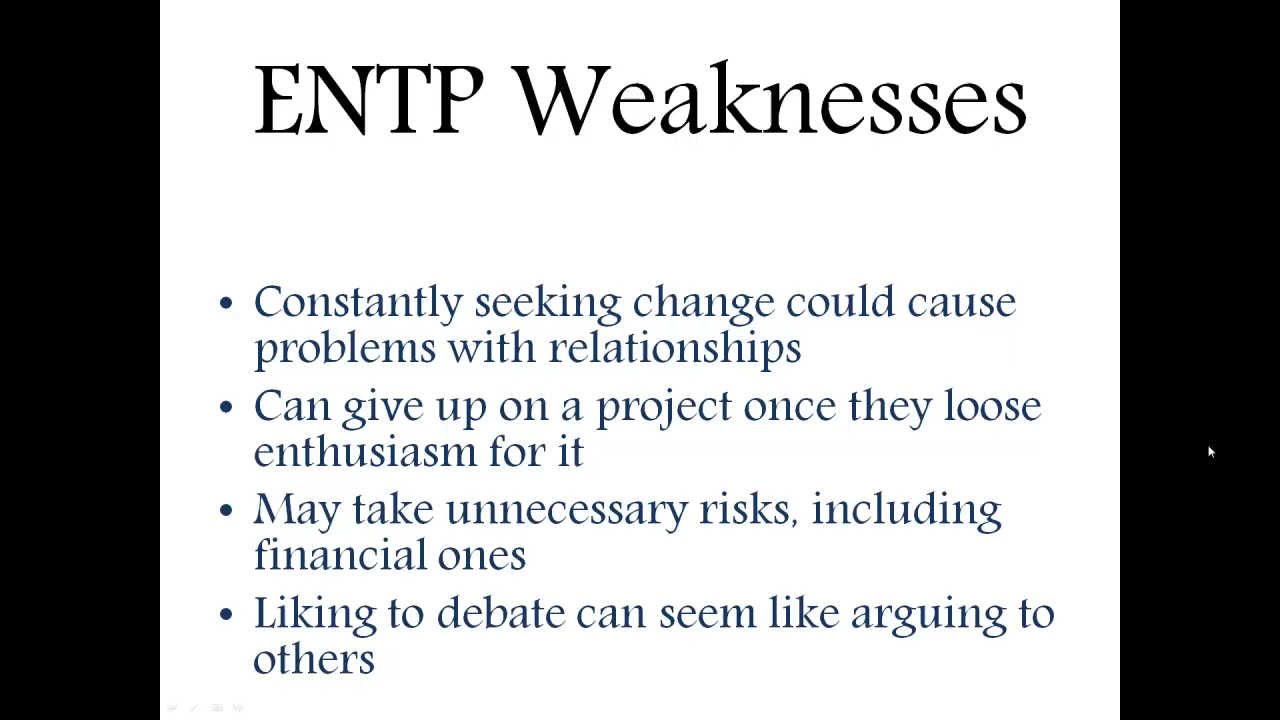 ENTP Weaknesses
• Constantly seeking change could cause
problems with relationships
• Can give up on a project once they loose
enthusiasm for it
• May take unnecessary risks, including
financial ones
• Liking to debate can seem like arguing to
others